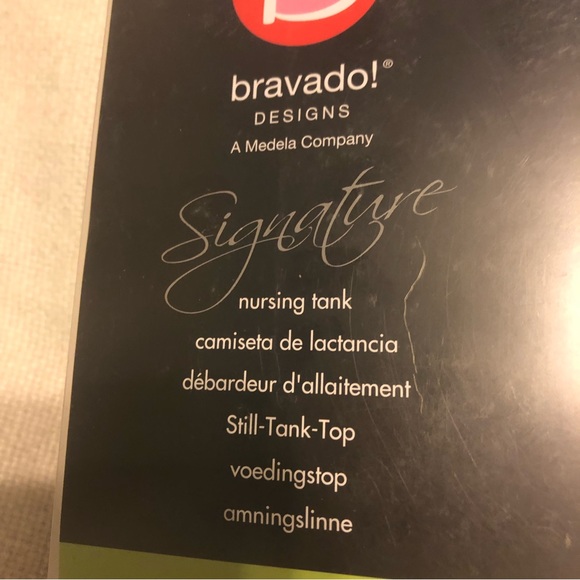 bravado!®
DESIGNS
A Medela Company
Signature
nursing tank
camiseta de lactancia
débardeur d'allaitement
Still-Tank-Top
voedingstop
amningslinne